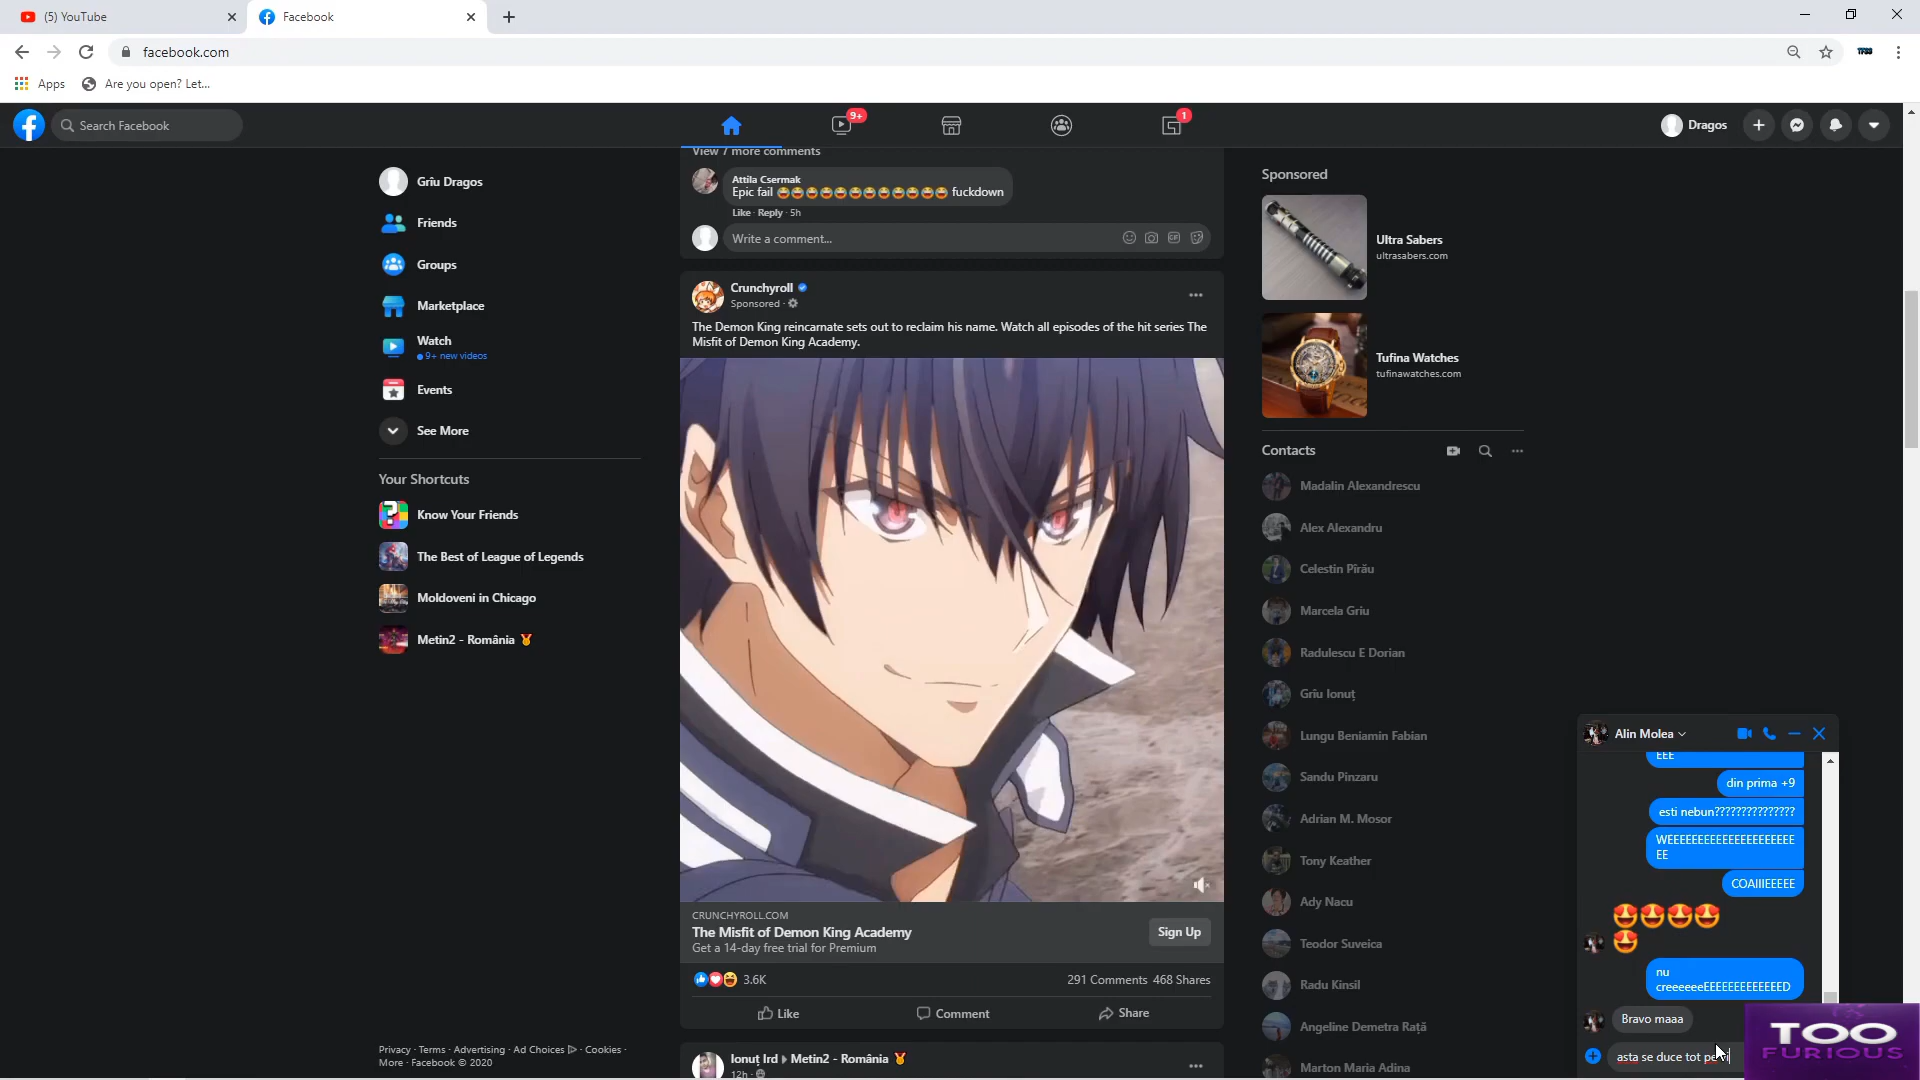 (5) YouTube
Facebook
facebook.com
Apps
Are you open? Let...
Search Facebook
9+
1
Dragos
Grîu Dragos
Friends
Groups
Marketplace
Watch
9+ new videos
Events
See More
Your Shortcuts
Know Your Friends
The Best of League of Legends
Moldoveni in Chicago
Metin2 - România 🏅
Privacy · Terms · Advertising · Ad Choices · Cookies ·
More · Facebook © 2020
View 7 more comments
Attila Csermak
Epic fail 😂😂😂😂😂😂😂😂😂😂😂😂 fuckdown
Like · Reply · 5h
Write a comment...
GIF
Crunchyroll
Sponsored ·
The Demon King reincarnate sets out to reclaim his name. Watch all episodes of the hit series The
Misfit of Demon King Academy.
CRUNCHYROLL.COM
The Misfit of Demon King Academy
Get a 14-day free trial for Premium
Sign Up
3.6K
291 Comments 468 Shares
Like
Comment
Share
Ionuț Ird ▸ Metin2 - România 🏅
12h ·
Sponsored
Ultra Sabers
ultrasabers.com
Tufina Watches
tufinawatches.com
Contacts
Madalin Alexandrescu
Alex Alexandru
Celestin Pîrău
Marcela Griu
Radulescu E Dorian
Grîu Ionuț
Lungu Beniamin Fabian
Sandu Pinzaru
Adrian M. Mosor
Tony Keather
Ady Nacu
Teodor Suveica
Radu Kinsil
Angeline Demetra Rață
Marton Maria Adina
Alin Molea
EEE
din prima +9
esti nebun???????????????
WEEEEEEEEEEEEEEEEEEEEEE
EE
COAIIIEEEEE
😍😍😍😍
😍
nu
creeeeeeEEEEEEEEEEEEEED
Bravo maaa
asta se duce tot pe
TOO
FURIOUS